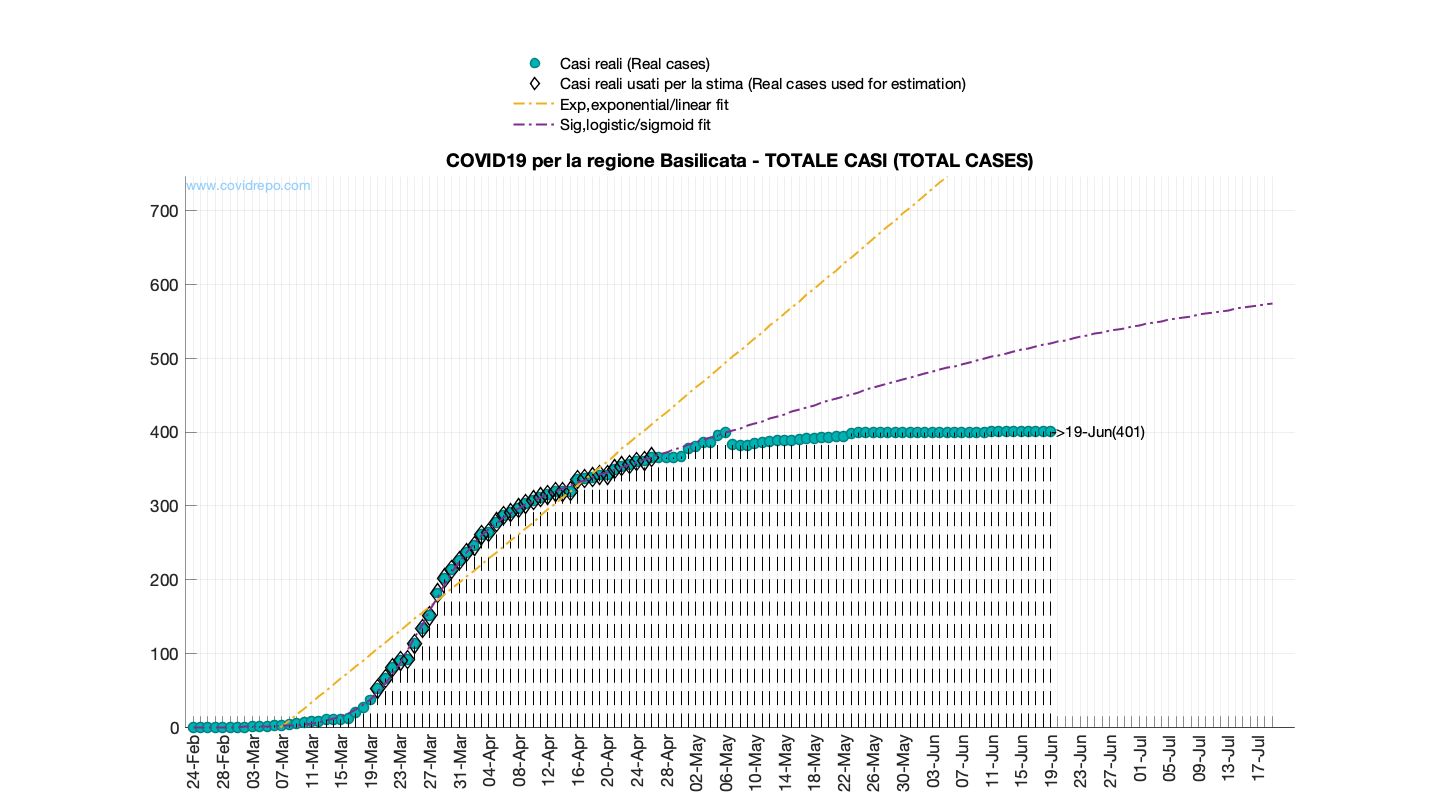 Casi reali (Real cases)
Casi reali usati per la stima (Real cases used for estimation)
Exp,exponential/linear fit
Sig,logistic/sigmoid fit
COVID19 per la regione Basilicata - TOTALE CASI (TOTAL CASES)
www.covidrepo.com
700
600
500
400
300
200
100
0
>19-Jun(401)
24-Feb
28-Feb
03-Mar
07-Mar
11-Mar
15-Mar
19-Mar
23-Mar
27-Mar
31-Mar
04-Apr
08-Apr
12-Apr
16-Apr
20-Apr
24-Apr
28-Apr
02-May
06-May
10-May
14-May
18-May
22-May
26-May
30-May
03-Jun
07-Jun
11-Jun
15-Jun
19-Jun
23-Jun
27-Jun
01-Jul
05-Jul
09-Jul
13-Jul
17-Jul